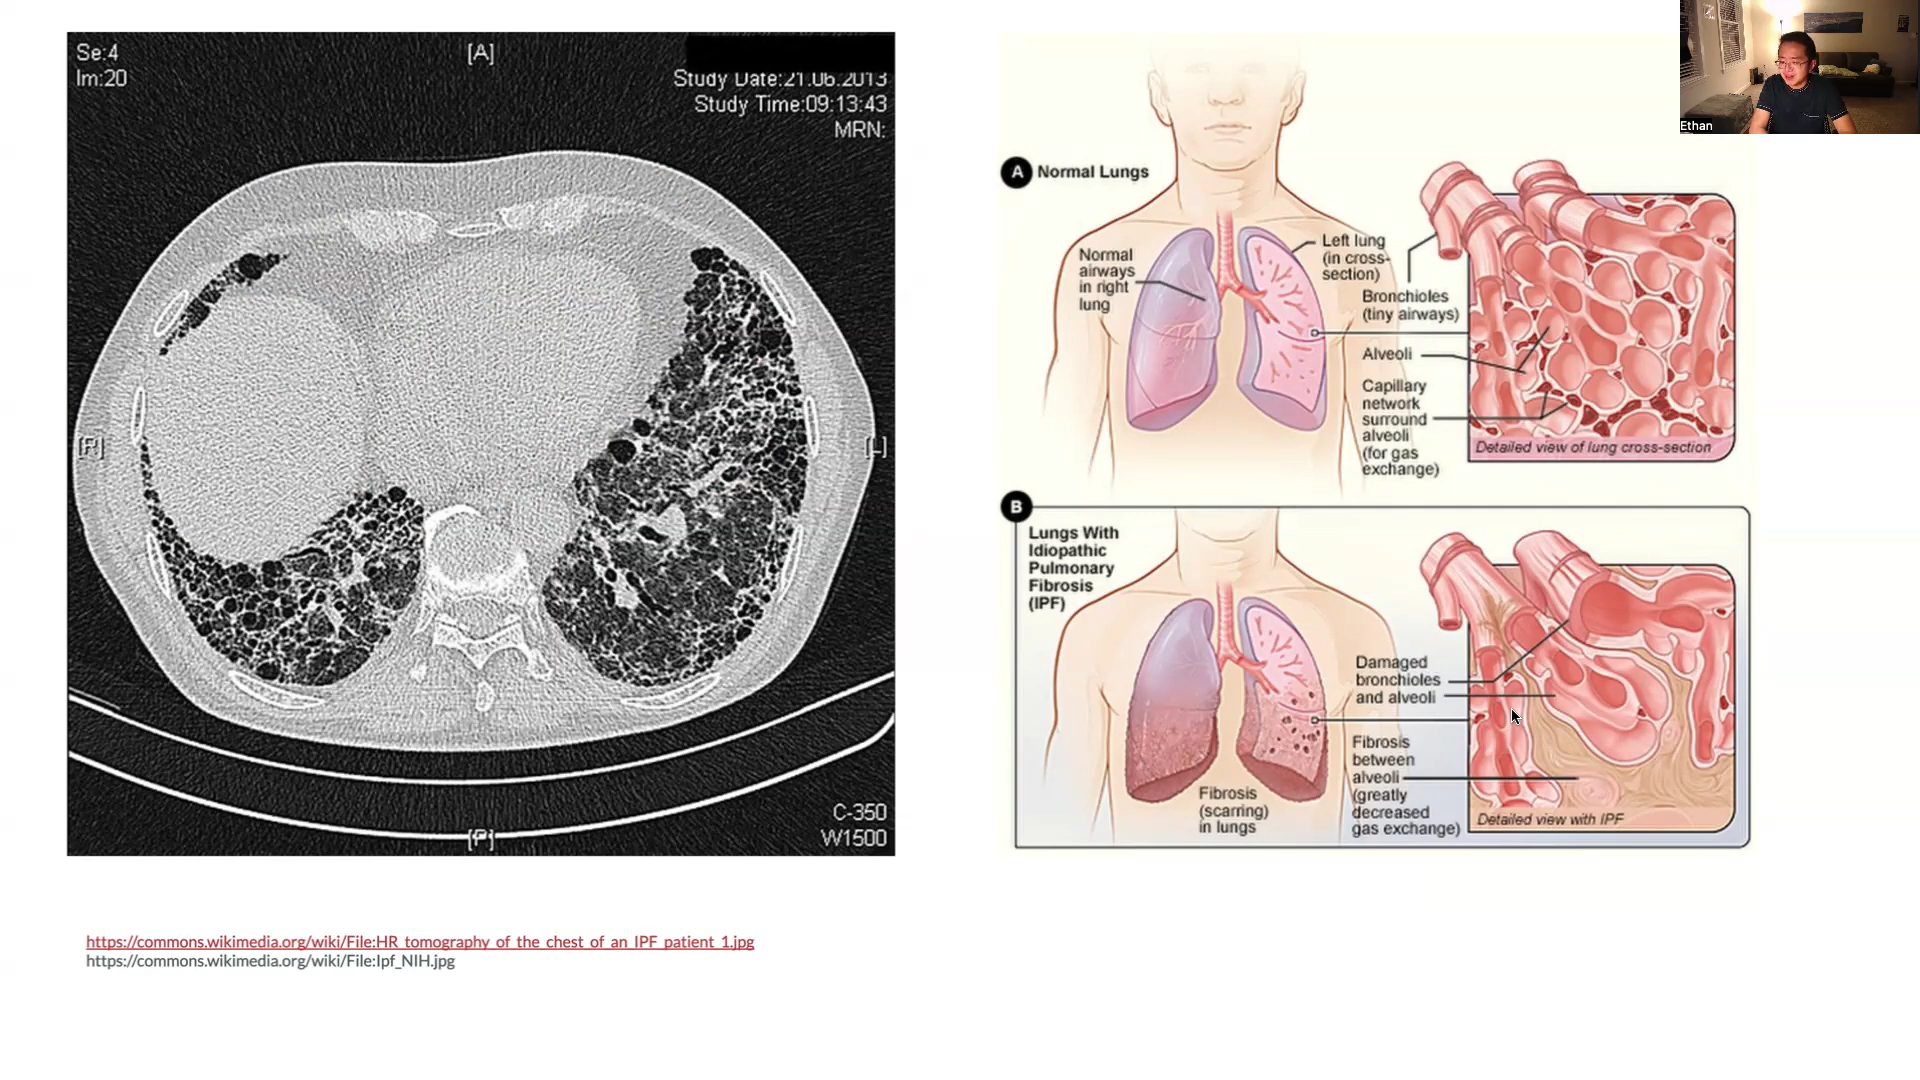 Se:4
Im:20
[A]
Study Date:21.06.2013
Study Time:09:13:43
MRN:
[R]
[L]
[P]
C-350
W1500
Ethan
A Normal Lungs
Normal
airways
in right
lung
Left lung
(in cross-
section)
Bronchioles
(tiny airways)
Alveoli
Capillary
network
surround
alveoli
(for gas
exchange)
Detailed view of lung cross-section
B
Lungs With
Idiopathic
Pulmonary
Fibrosis
(IPF)
Damaged
bronchioles
and alveoli
Fibrosis
between
alveoli
(greatly
decreased
gas exchange)
Fibrosis
(scarring)
in lungs
Detailed view with IPF
https://commons.wikimedia.org/wiki/File:HR_tomography_of_the_chest_of_an_IPF_patient_1.jpg
https://commons.wikimedia.org/wiki/File:Ipf_NIH.jpg